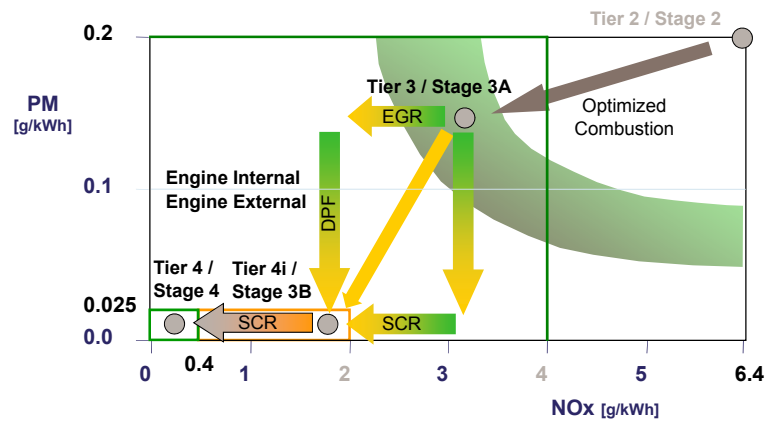 Tier 2 / Stage 2
0.2
PM
[g/kWh]
Tier 3 / Stage 3A
EGR
Optimized
Combustion
0.1
Engine Internal
Engine External
DPF
Tier 4 /
Stage 4
Tier 4i /
Stage 3B
0.025
SCR
SCR
0.0
0
0.4
1
2
3
4
5
6.4
NOx [g/kWh]